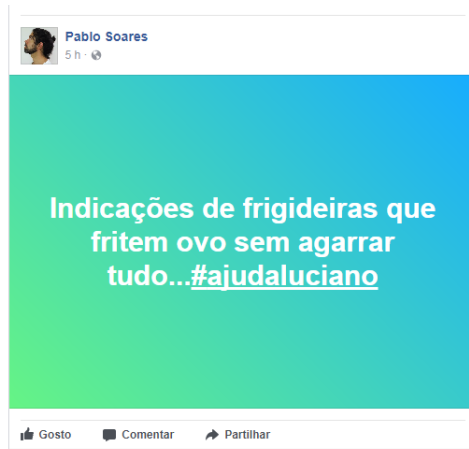 Pablo Soares
5 h ·
Indicações de frigideiras que
fritem ovo sem agarrar
tudo...#ajudaluciano
Gosto Comentar Partilhar